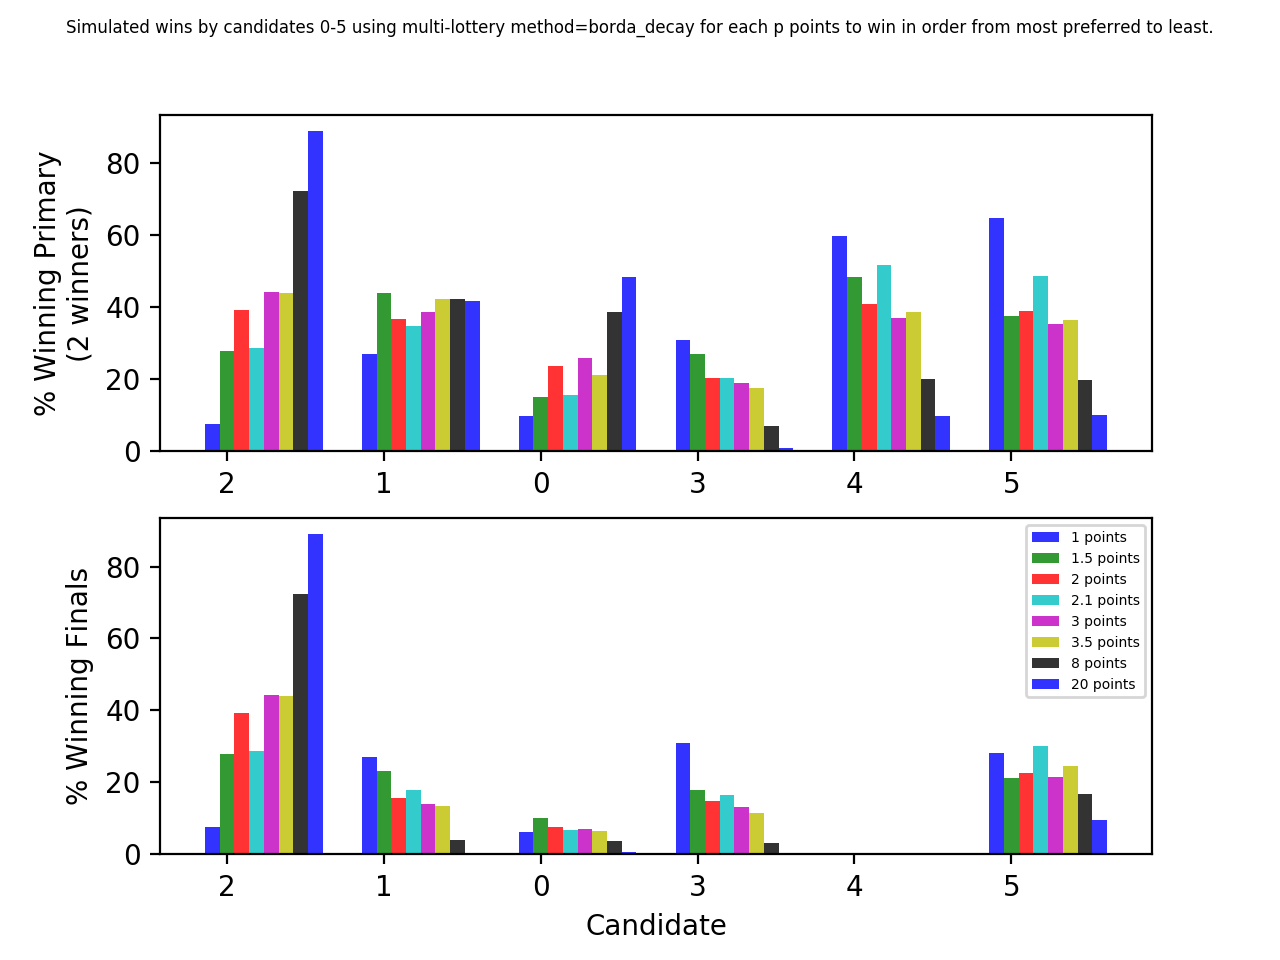 Simulated wins by candidates 0-5 using multi-lottery method=borda_decay for each p points to win in order from most preferred to least.
% Winning Primary
(2 winners)
80
60
40
20
0
2 1 0 3 4 5
% Winning Finals
80
60
40
20
0
1 points
1.5 points
2 points
2.1 points
3 points
3.5 points
8 points
20 points
2 1 0 3 4 5
Candidate